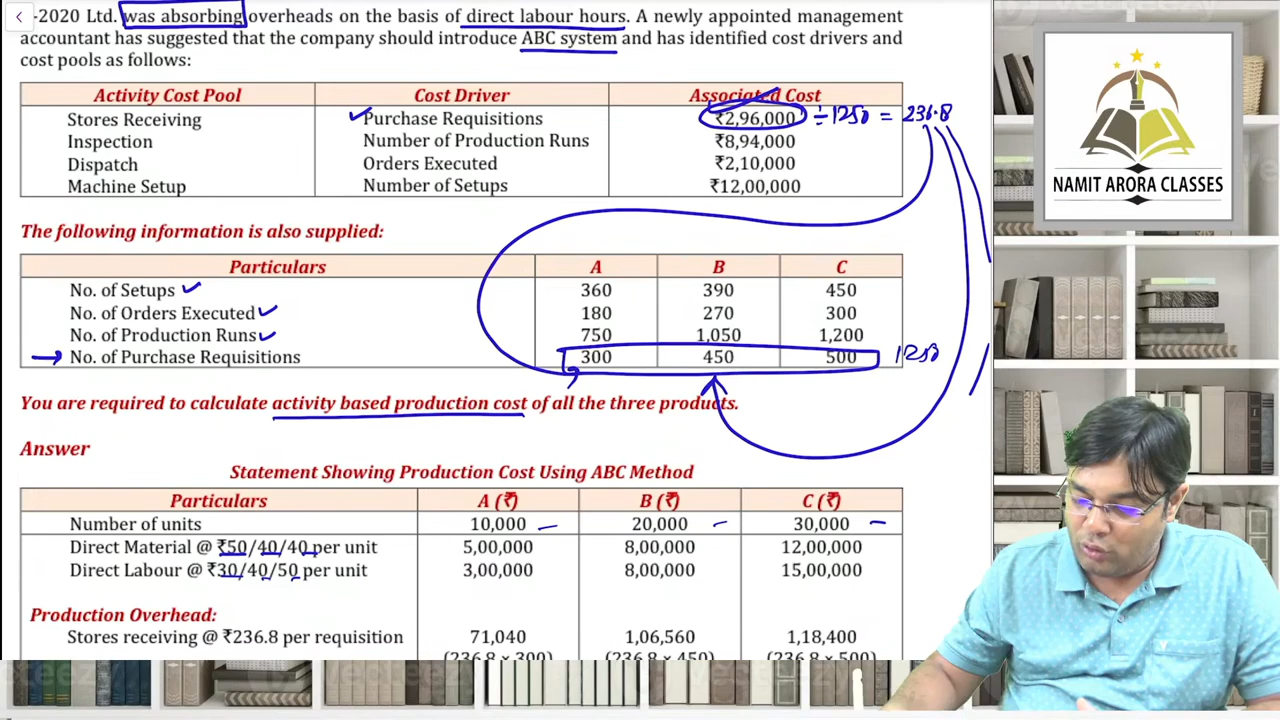 -2020 Ltd. was absorbing overheads on the basis of direct labour hours. A newly appointed management
accountant has suggested that the company should introduce ABC system and has identified cost drivers and
cost pools as follows:
Activity Cost Pool Cost Driver Associated Cost
Stores Receiving Purchase Requisitions ₹2,96,000 ÷ 1250 = 236.8
Inspection Number of Production Runs ₹8,94,000
Dispatch Orders Executed ₹2,10,000
Machine Setup Number of Setups ₹12,00,000
NAMIT ARORA CLASSES
The following information is also supplied:
Particulars A B C
No. of Setups 360 390 450
No. of Orders Executed 180 270 300
No. of Production Runs 750 1,050 1,200
No. of Purchase Requisitions 300 450 500 1250
You are required to calculate activity based production cost of all the three products.
Answer
Statement Showing Production Cost Using ABC Method
Particulars A (₹) B (₹) C (₹)
Number of units 10,000 20,000 30,000
Direct Material @ ₹50/40/40 per unit 5,00,000 8,00,000 12,00,000
Direct Labour @ ₹30/40/50 per unit 3,00,000 8,00,000 15,00,000
Production Overhead:
Stores receiving @ ₹236.8 per requisition 71,040 1,06,560 1,18,400
(236.8 × 300) (236.8 × 450) (236.8 × 500)